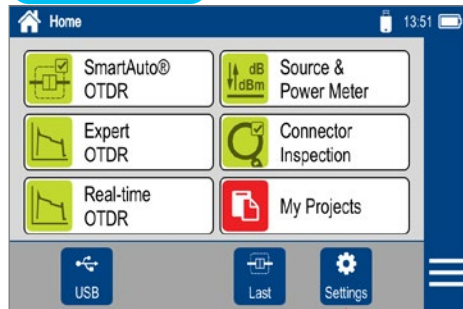 Home
13:51
SmartAuto®
OTDR
dB
dBm
Source &
Power Meter
Expert
OTDR
Connector
Inspection
Real-time
OTDR
My Projects
USB
Last
Settings